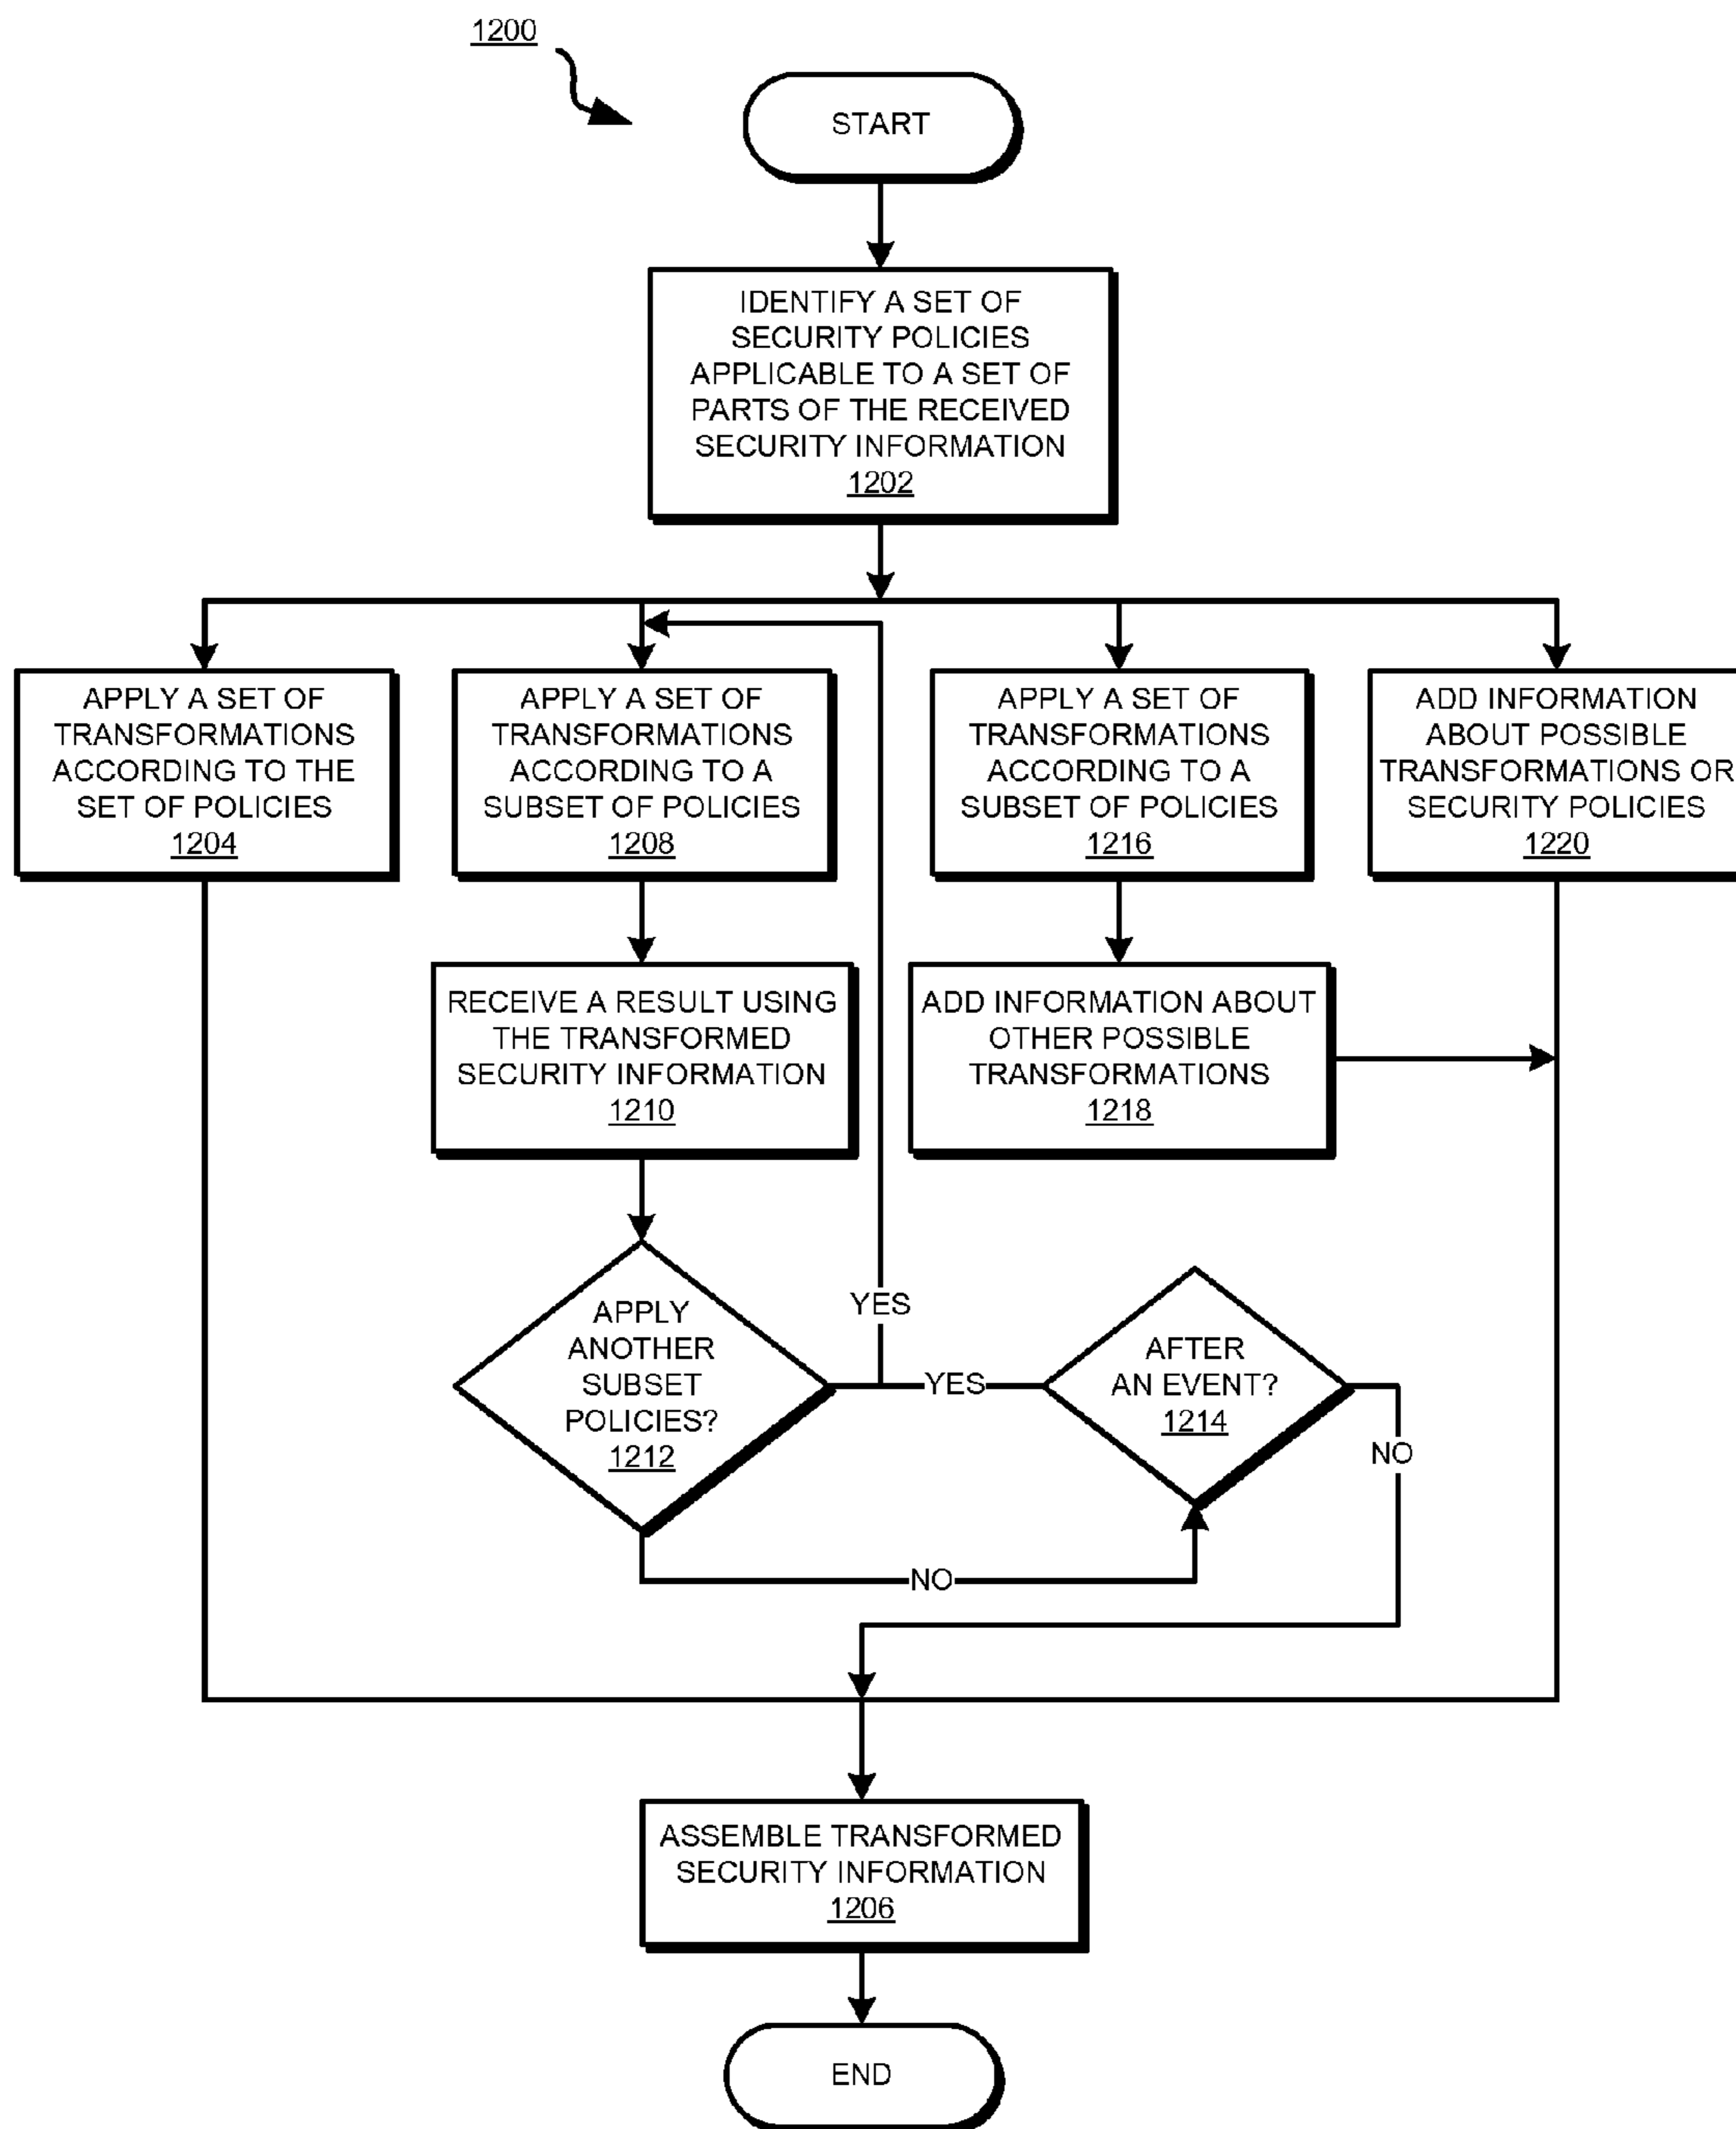 1200
START
IDENTIFY A SET OF
SECURITY POLICIES
APPLICABLE TO A SET OF
PARTS OF THE RECEIVED
SECURITY INFORMATION
1202
APPLY A SET OF
TRANSFORMATIONS
ACCORDING TO THE
SET OF POLICIES
1204
APPLY A SET OF
TRANSFORMATIONS
ACCORDING TO A
SUBSET OF POLICIES
1208
APPLY A SET OF
TRANSFORMATIONS
ACCORDING TO A
SUBSET OF POLICIES
1216
ADD INFORMATION
ABOUT POSSIBLE
TRANSFORMATIONS OR
SECURITY POLICIES
1220
RECEIVE A RESULT USING
THE TRANSFORMED
SECURITY INFORMATION
1210
ADD INFORMATION ABOUT
OTHER POSSIBLE
TRANSFORMATIONS
1218
APPLY
ANOTHER
SUBSET
POLICIES?
1212
YES
YES
AFTER
AN EVENT?
1214
NO
NO
ASSEMBLE TRANSFORMED
SECURITY INFORMATION
1206
END